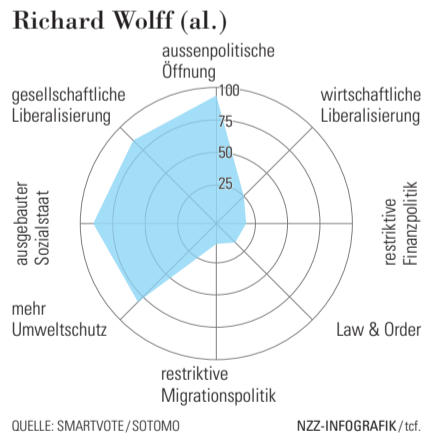 Richard Wolff (al.)
aussenpolitische
Öffnung
gesellschaftliche
Liberalisierung
wirtschaftliche
Liberalisierung
100
75
50
25
ausgebauter
Sozialstaat
restriktive
Finanzpolitik
mehr
Umweltschutz
Law & Order
restriktive
Migrationspolitik
QUELLE: SMARTVOTE / SOTOMO
NZZ-INFOGRAFIK / tcf.